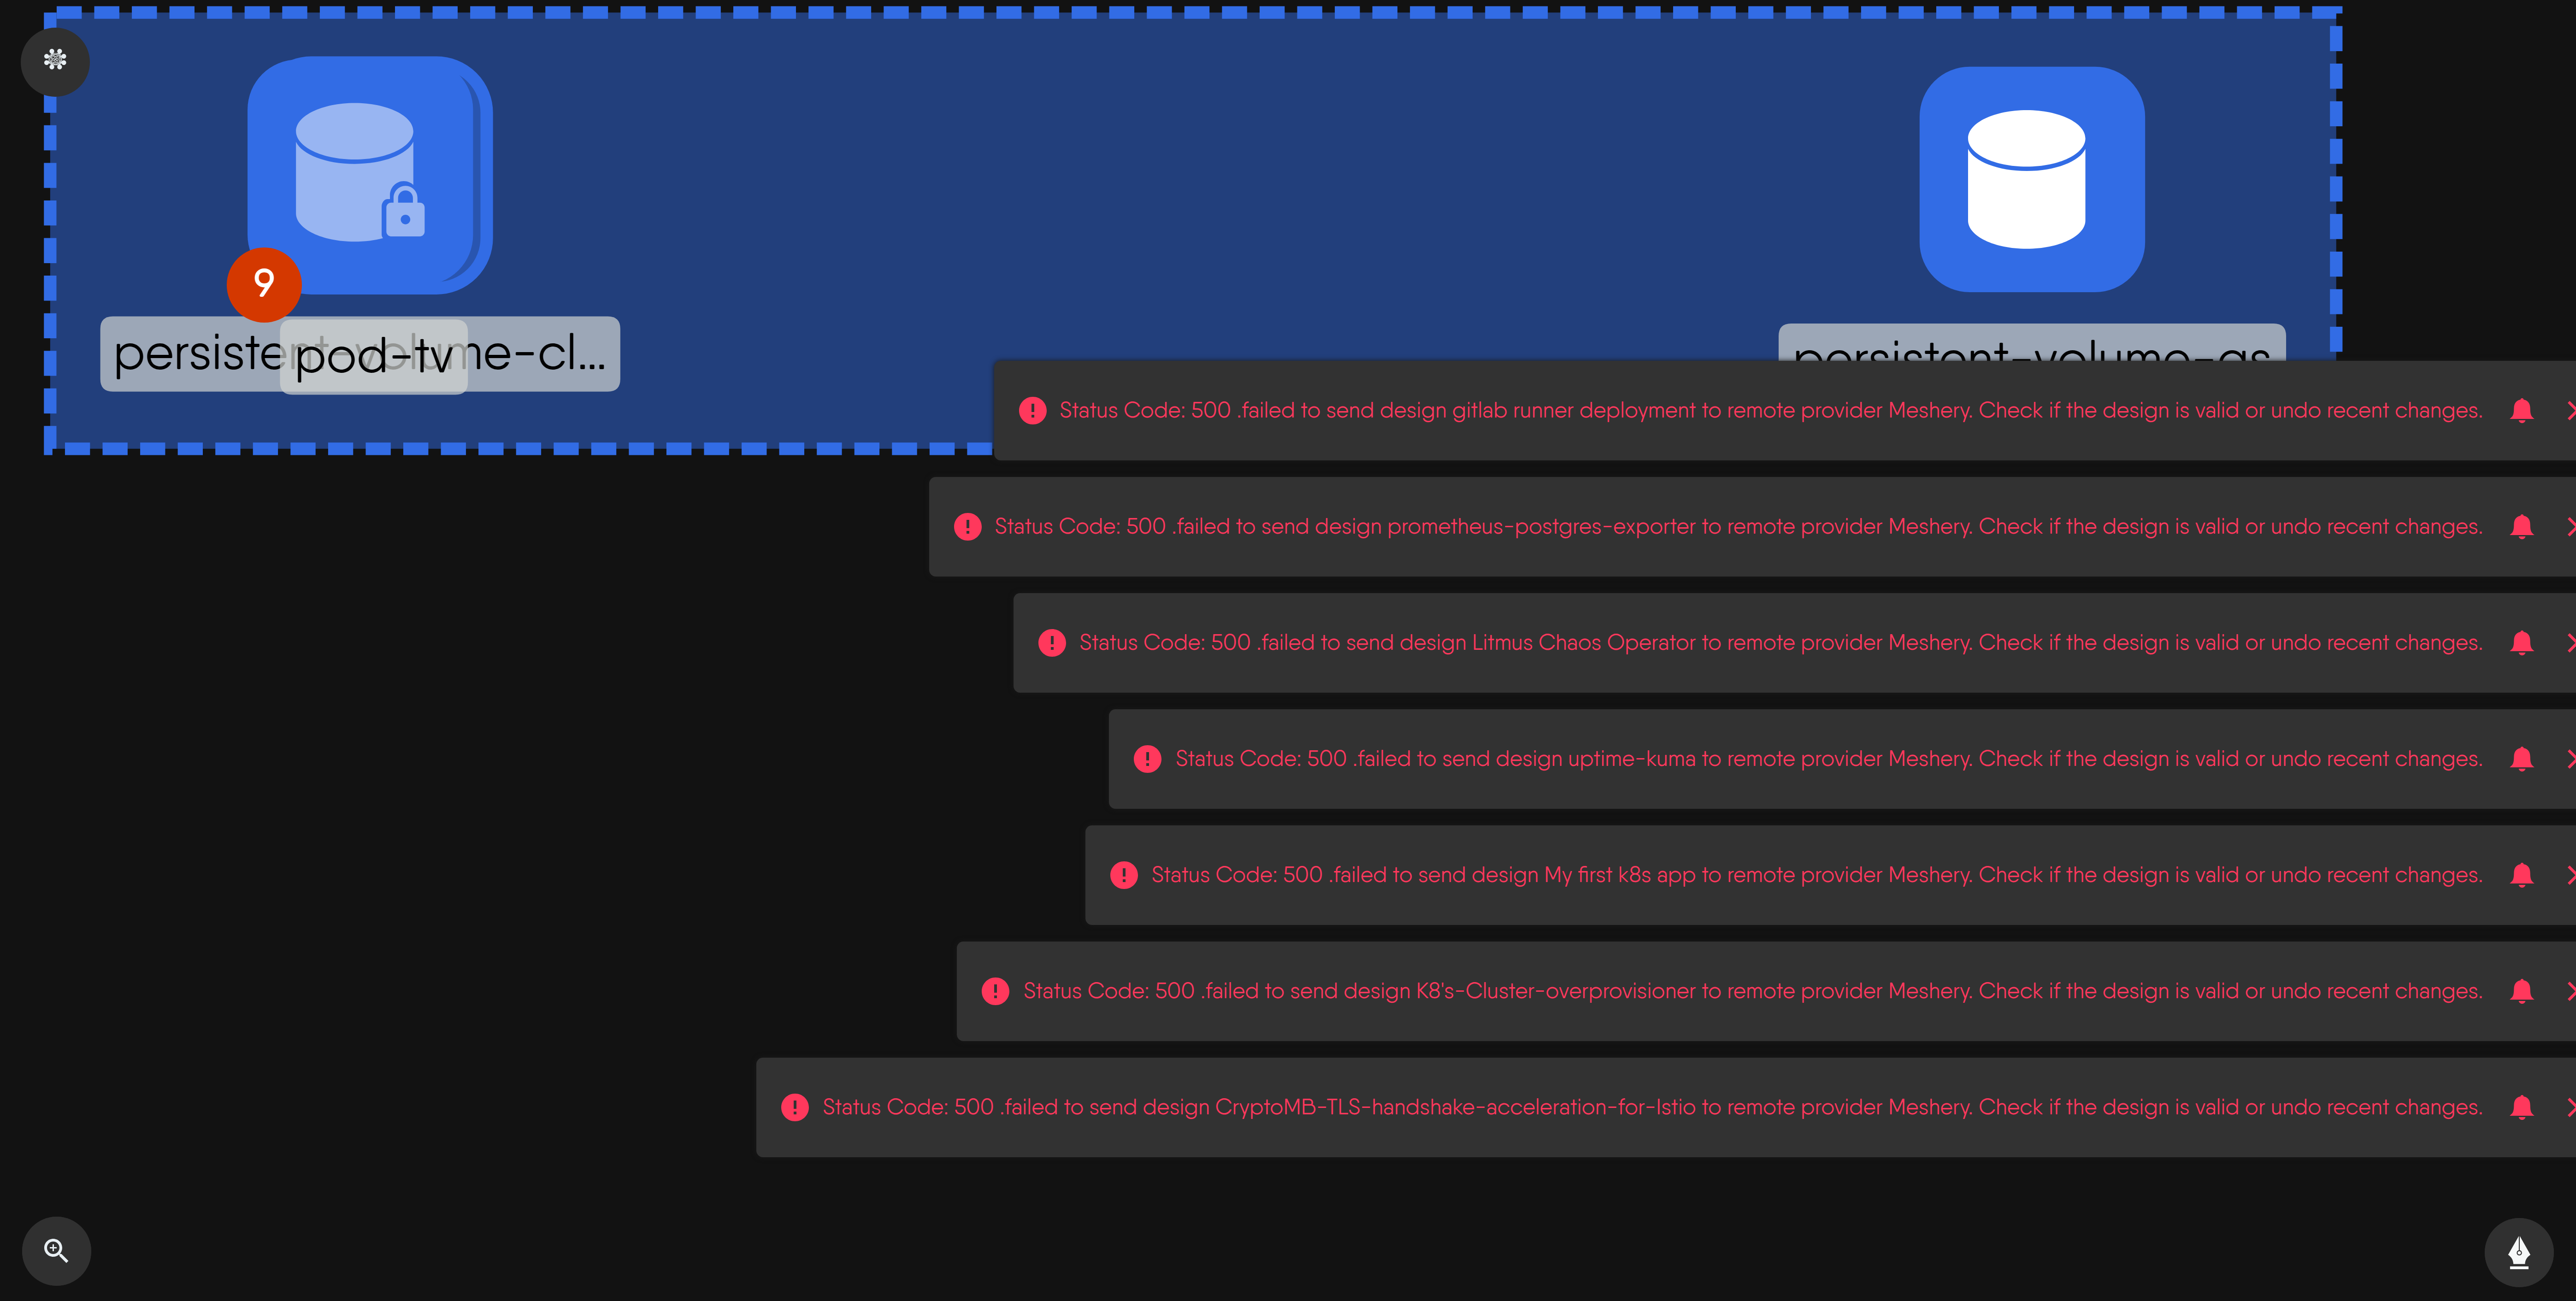 9
persistent-volume-cl...
pod-tv
persistent-volume-qs
Status Code: 500 .failed to send design gitlab runner deployment to remote provider Meshery. Check if the design is valid or undo recent changes.
Status Code: 500 .failed to send design prometheus-postgres-exporter to remote provider Meshery. Check if the design is valid or undo recent changes.
Status Code: 500 .failed to send design Litmus Chaos Operator to remote provider Meshery. Check if the design is valid or undo recent changes.
Status Code: 500 .failed to send design uptime-kuma to remote provider Meshery. Check if the design is valid or undo recent changes.
Status Code: 500 .failed to send design My first k8s app to remote provider Meshery. Check if the design is valid or undo recent changes.
Status Code: 500 .failed to send design K8's-Cluster-overprovisioner to remote provider Meshery. Check if the design is valid or undo recent changes.
Status Code: 500 .failed to send design CryptoMB-TLS-handshake-acceleration-for-Istio to remote provider Meshery. Check if the design is valid or undo recent changes.